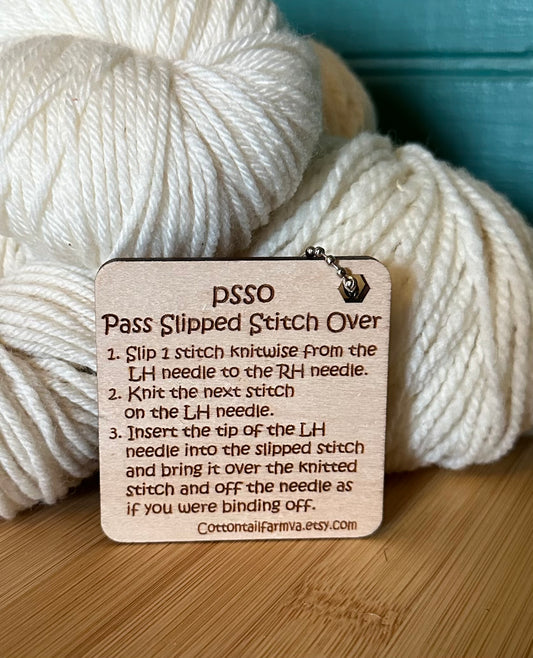 psso
Pass Slipped Stitch Over
1. Slip 1 stitch knitwise from the
LH needle to the RH needle.
2. Knit the next stitch
on the LH needle.
3. Insert the tip of the LH
needle into the slipped stitch
and bring it over the knitted
stitch and off the needle as
if you were binding off.
Cottontailfarmva.etsy.com